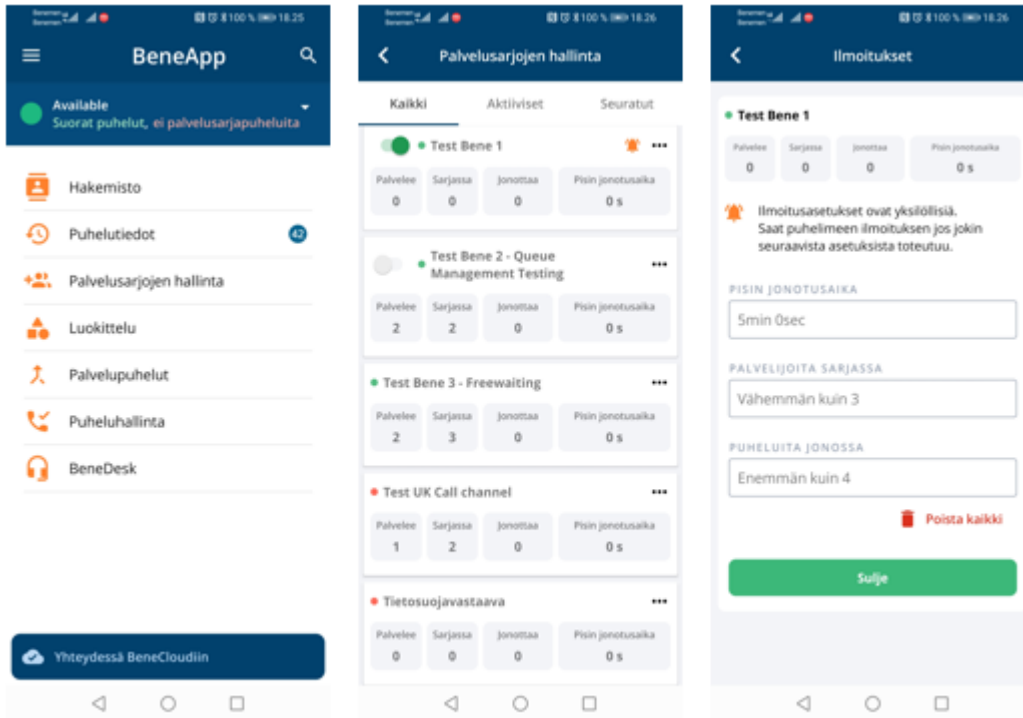 100 % 18.25
BeneApp
Available
Suorat puhelut, ei palvelusarjapuheluita
Hakemisto
Puhelutiedot 42
Palvelusarjojen hallinta
Luokittelu
Palvelupuhelut
Puheluhallinta
BeneDesk
Yhteydessä BeneCloudiin
100 % 18.26
Palvelusarjojen hallinta
Kaikki Aktiiviset Seuratut
Test Bene 1
Palvelee Sarjassa Jonottaa Pisin jonotusaika
0 0 0 0 s
Test Bene 2 - Queue
Management Testing
Palvelee Sarjassa Jonottaa Pisin jonotusaika
2 2 0 0 s
Test Bene 3 - Freewaiting
Palvelee Sarjassa Jonottaa Pisin jonotusaika
2 3 0 0 s
Test UK Call channel
Palvelee Sarjassa Jonottaa Pisin jonotusaika
1 2 0 0 s
Tietosuojavastaava
Palvelee Sarjassa Jonottaa Pisin jonotusaika
0 0 0 0 s
100 % 18.26
Ilmoitukset
Test Bene 1
Palvelee Sarjassa Jonottaa Pisin jonotusaika
0 0 0 0 s
Ilmoitusasetukset ovat yksilöllisiä.
Saat puhelimeen ilmoituksen jos jokin
seuraavista asetuksista toteutuu.
PISIN JONOTUSAIKA
5min 0sec
PALVELIJOITA SARJASSA
Vähemmän kuin 3
PUHELUITA JONOSSA
Enemmän kuin 4
Poista kaikki
Sulje